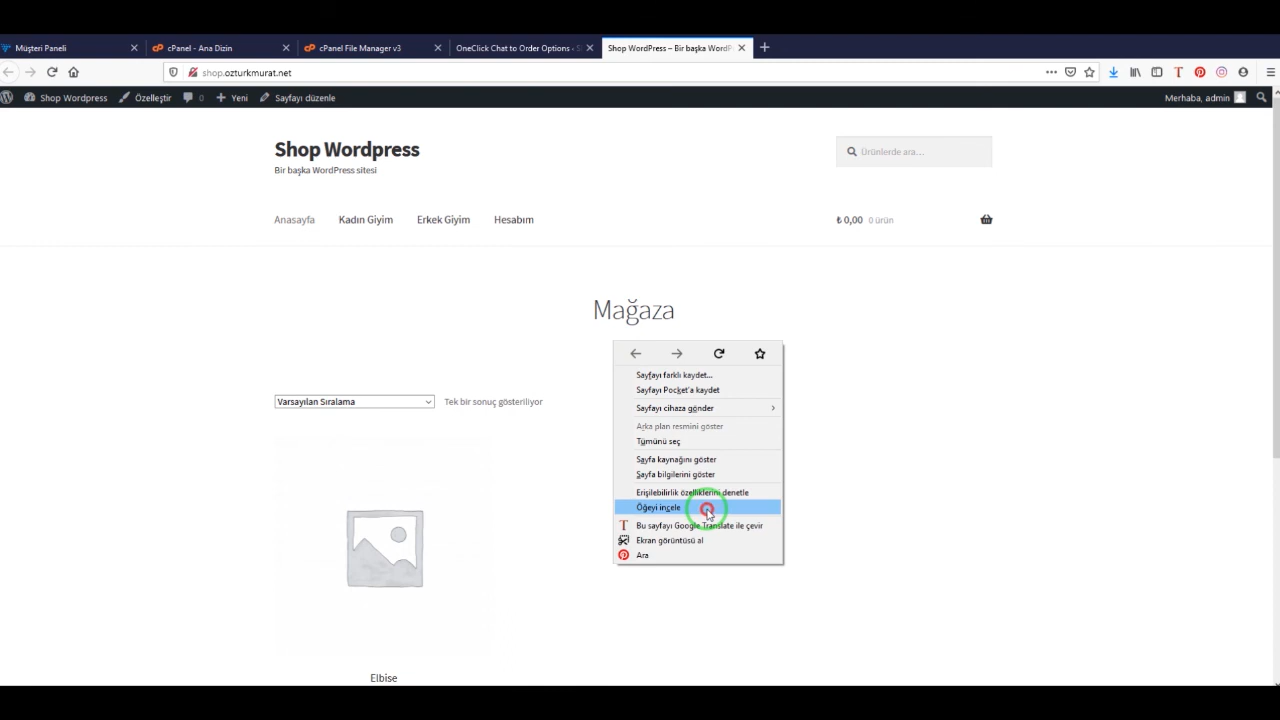 Müşteri Paneli
cPanel - Ana Dizin
cPanel File Manager v3
OneClick Chat to Order Options - S
Shop WordPress – Bir başka WordP
shop.ozturkmurat.net
Shop Wordpress
Özelleştir
0
Yeni
Sayfayı düzenle
Merhaba, admin
Shop Wordpress
Bir başka WordPress sitesi
Ürünlerde ara…
Anasayfa
Kadın Giyim
Erkek Giyim
Hesabım
₺ 0,00 0 ürün
Mağaza
Varsayılan Sıralama
Tek bir sonuç gösteriliyor
Sayfayı farklı kaydet...
Sayfayı Pocket'a kaydet
Sayfayı cihaza gönder
Arka plan resmini göster
Tümünü seç
Sayfa kaynağını göster
Sayfa bilgilerini göster
Erişilebilirlik özelliklerini denetle
Öğeyi incele
Bu sayfayı Google Translate ile çevir
Ekran görüntüsü al
Ara
Elbise